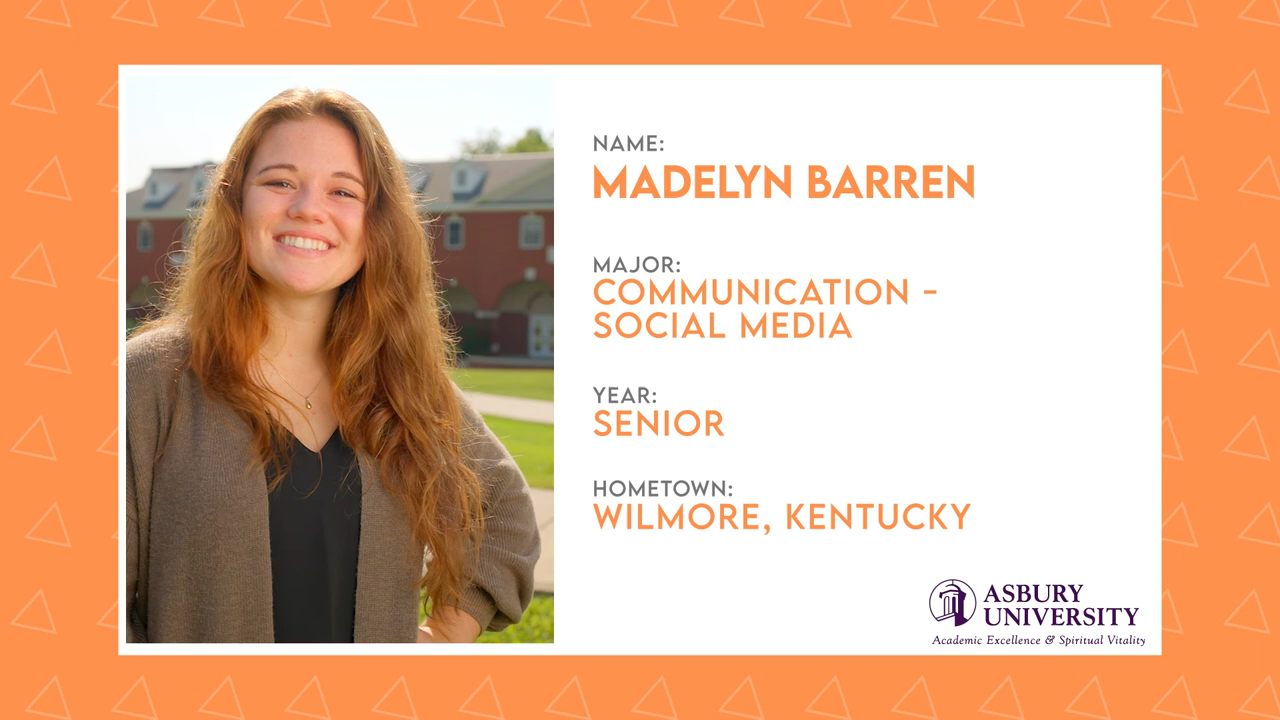 NAME:
MADELYN BARREN
MAJOR:
COMMUNICATION -
SOCIAL MEDIA
YEAR:
SENIOR
HOMETOWN:
WILMORE, KENTUCKY
ASBURY
UNIVERSITY
Academic Excellence & Spiritual Vitality